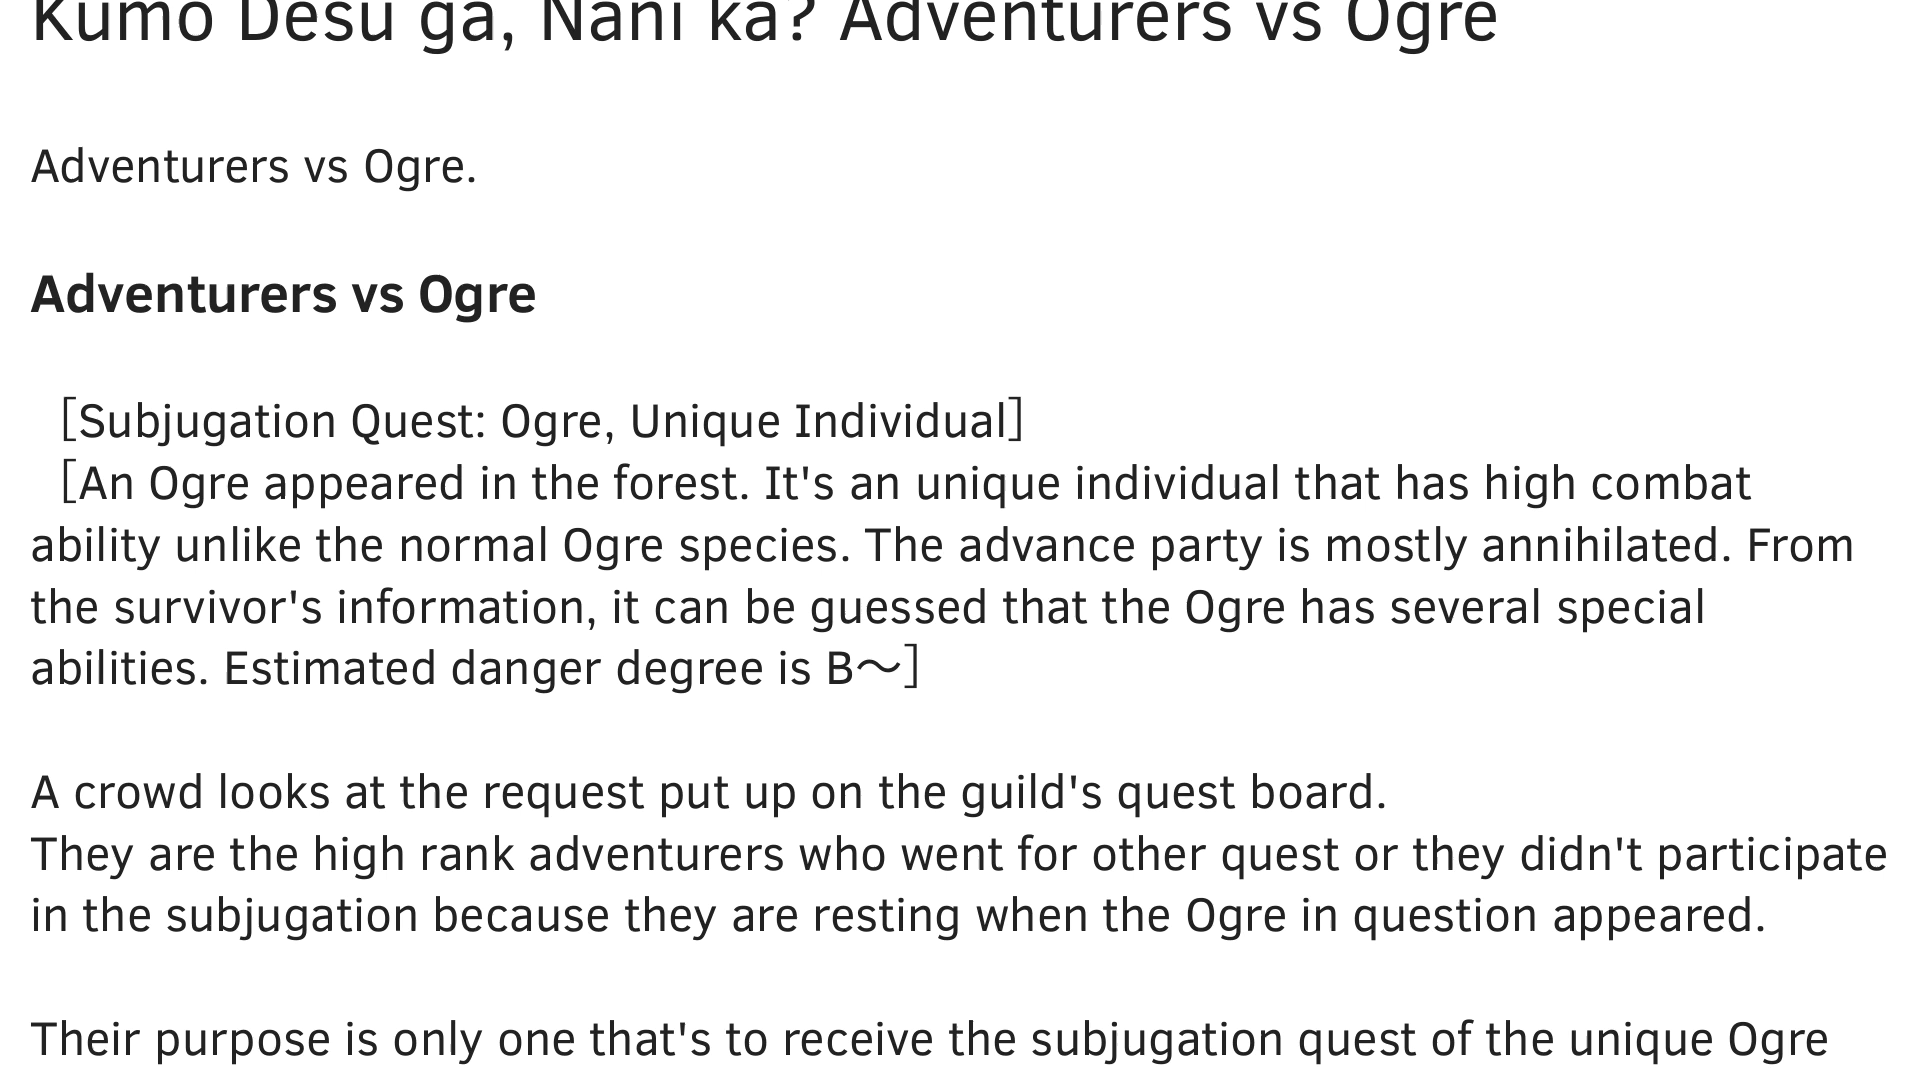 Kumo Desu ga, Nani ka? Adventurers vs Ogre
Adventurers vs Ogre.
Adventurers vs Ogre
[Subjugation Quest: Ogre, Unique Individual]
[An Ogre appeared in the forest. It's an unique individual that has high combat
ability unlike the normal Ogre species. The advance party is mostly annihilated. From
the survivor's information, it can be guessed that the Ogre has several special
abilities. Estimated danger degree is B～]
A crowd looks at the request put up on the guild's quest board.
They are the high rank adventurers who went for other quest or they didn't participate
in the subjugation because they are resting when the Ogre in question appeared.
Their purpose is only one that's to receive the subjugation quest of the unique Ogre